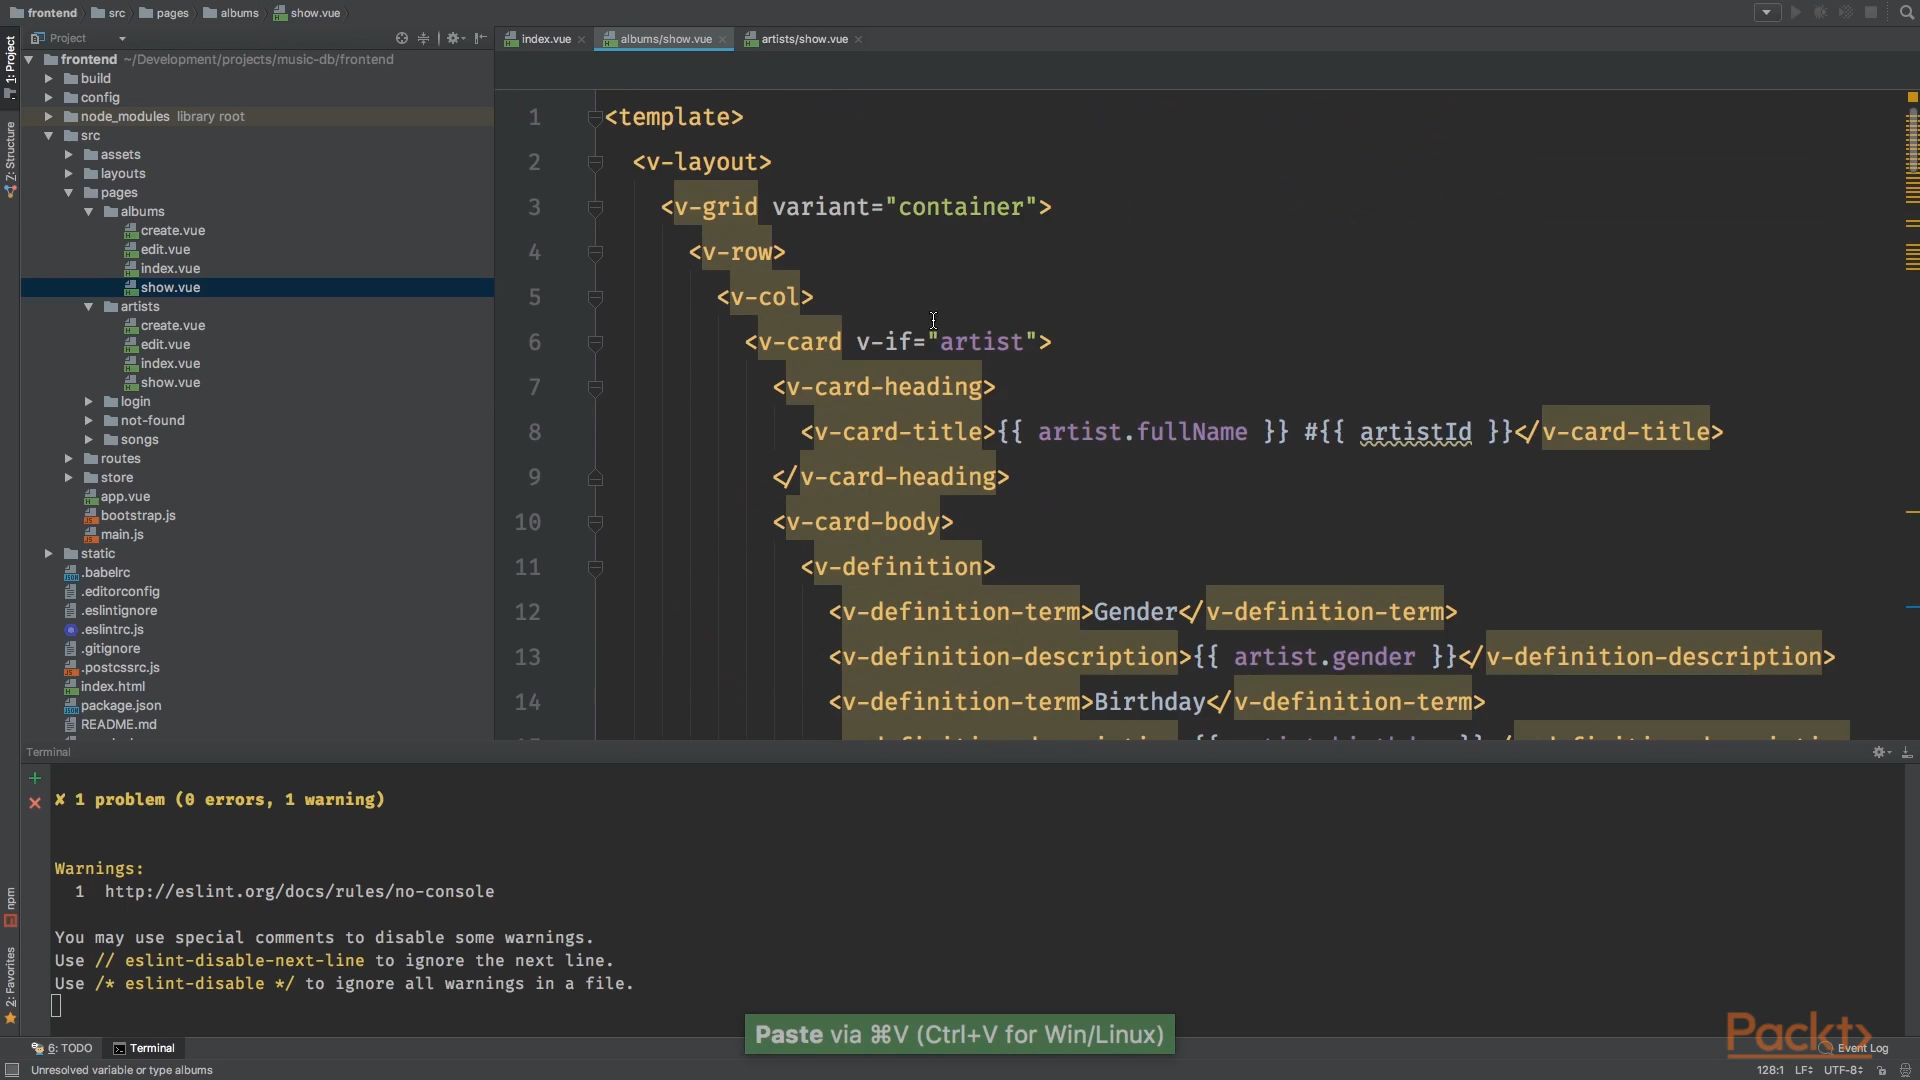 frontend src pages albums show.vue
1: Project
Project
index.vue albums/show.vue artists/show.vue
frontend ~/Development/projects/music-db/frontend
build
config
node_modules library root
src
assets
layouts
pages
albums
create.vue
edit.vue
index.vue
show.vue
artists
create.vue
edit.vue
index.vue
show.vue
login
not-found
songs
routes
store
app.vue
bootstrap.js
main.js
static
.babelrc
.editorconfig
.eslintignore
.eslintrc.js
.gitignore
.postcssrc.js
index.html
package.json
README.md
Z: Structure
npm
2: Favorites
1 <template>
2 <v-layout>
3 <v-grid variant="container">
4 <v-row>
5 <v-col>
6 <v-card v-if="artist">
7 <v-card-heading>
8 <v-card-title>{{ artist.fullName }} #{{ artistId }}</v-card-title>
9 </v-card-heading>
10 <v-card-body>
11 <v-definition>
12 <v-definition-term>Gender</v-definition-term>
13 <v-definition-description>{{ artist.gender }}</v-definition-description>
14 <v-definition-term>Birthday</v-definition-term>
Terminal
✘ 1 problem (0 errors, 1 warning)
Warnings:
1 http://eslint.org/docs/rules/no-console
You may use special comments to disable some warnings.
Use // eslint-disable-next-line to ignore the next line.
Use /* eslint-disable */ to ignore all warnings in a file.
Paste via ⌘V (Ctrl+V for Win/Linux)
Packt>
6: TODO Terminal
Event Log
Unresolved variable or type albums
128:1 LF UTF-8